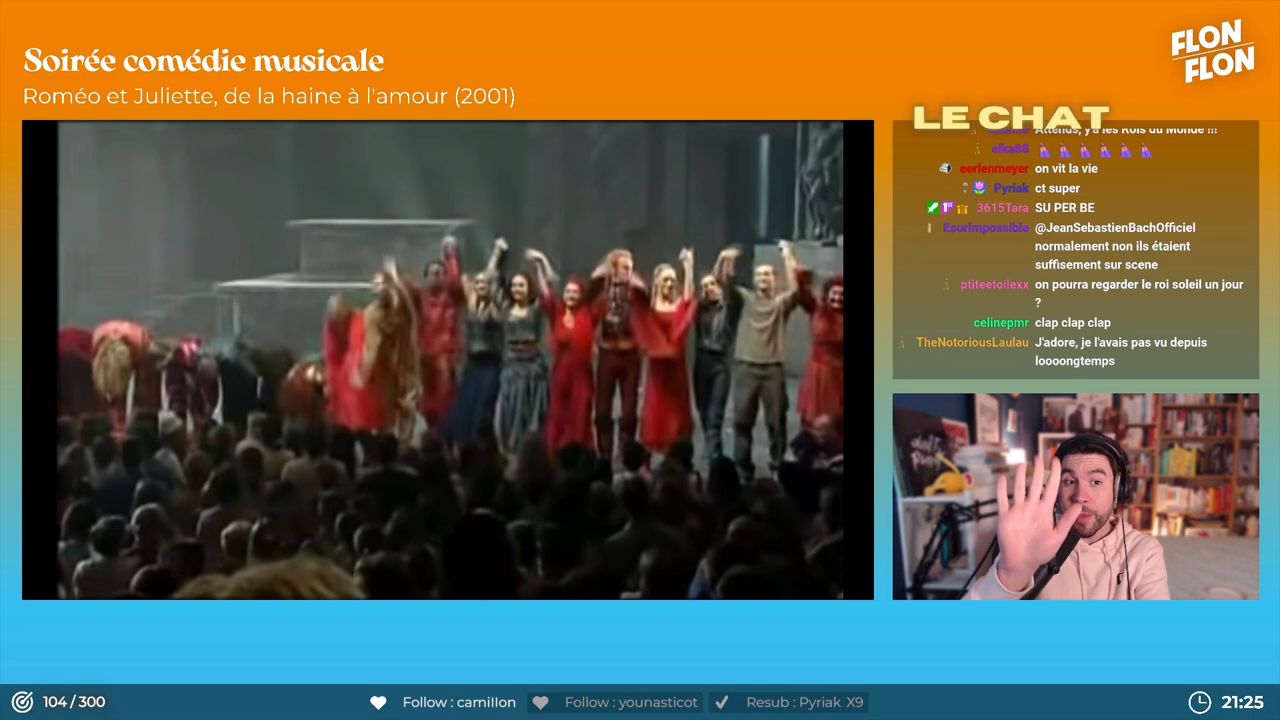 Soirée comédie musicale
Roméo et Juliette, de la haine à l'amour (2001)
FLON
FLON
LE CHAT
Attends, y'a les Rois du Monde !!!
elka88
eerlenmeyer on vit la vie
Pyriak ct super
3615Tara SU PER BE
EsorImpossible @JeanSebastienBachOfficiel
normalement non ils étaient
suffisement sur scene
ptiteetoilexx on pourra regarder le roi soleil un jour
?
celinepmr clap clap clap
TheNotoriousLaulau J'adore, je l'avais pas vu depuis
loooongtemps
104 / 300
Follow : camillon
Follow : younasticot
Resub : Pyriak X9
21:25